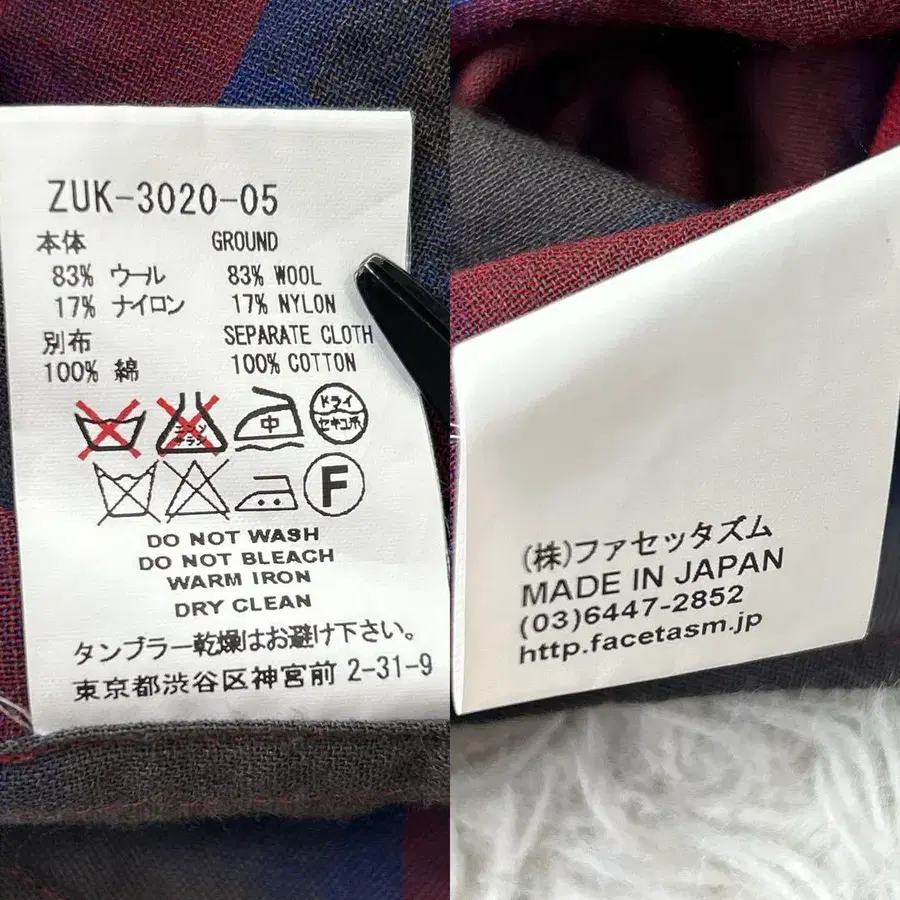 ZUK-3020-05
本体 GROUND
83% ウール 83% WOOL
17% ナイロン 17% NYLON
別布 SEPARATE CLOTH
100% 綿 100% COTTON
中 ドライ
セキユ系
F
DO NOT WASH
DO NOT BLEACH
WARM IRON
DRY CLEAN
タンブラー乾燥はお避け下さい。
東京都渋谷区神宮前 2-31-9
(株)ファセッタズム
MADE IN JAPAN
(03)6447-2852
http.facetasm.jp